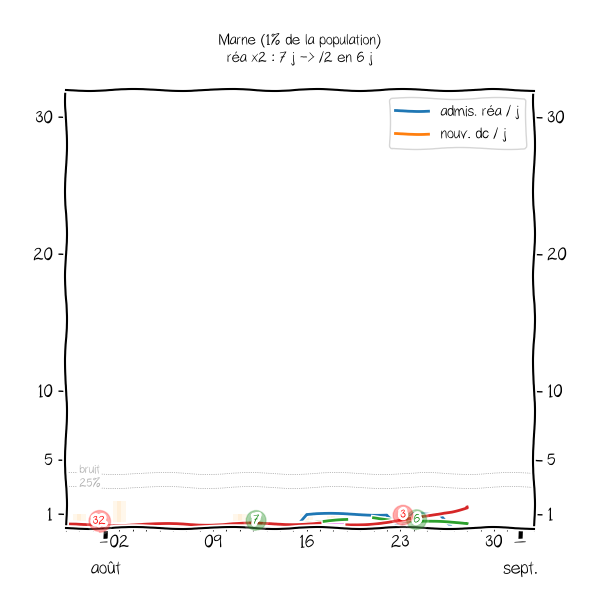 Marne (1% de la population)
réa x2 : 7 j -> /2 en 6 j
admis. réa / j
nouv. dc / j
30
30
20
20
10
10
5
5
bruit
25%
1
1
32
7
3
6
02
09
16
23
30
août
sept.